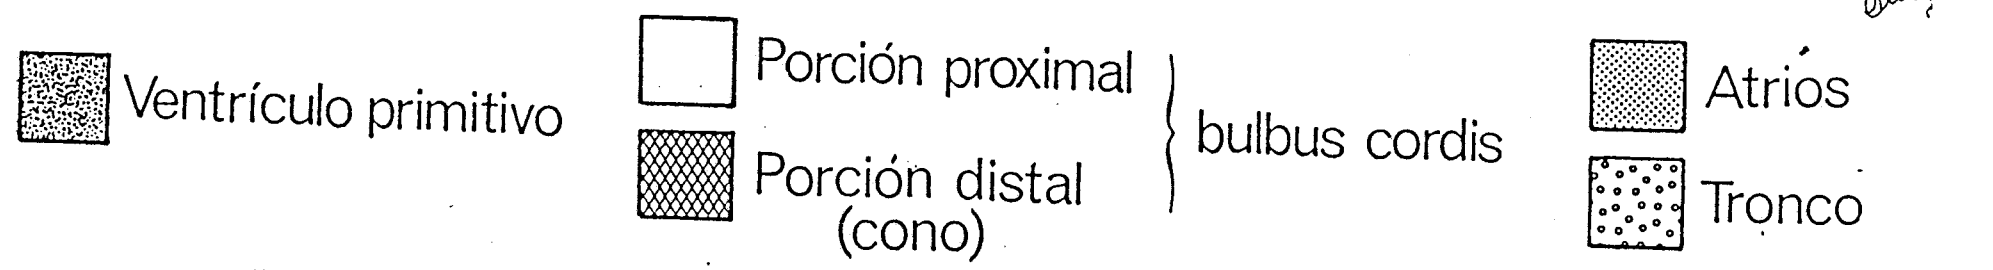 Ventrículo primitivo
Porción proximal
Porción distal
(cono)
bulbus cordis
Atrios
Tronco